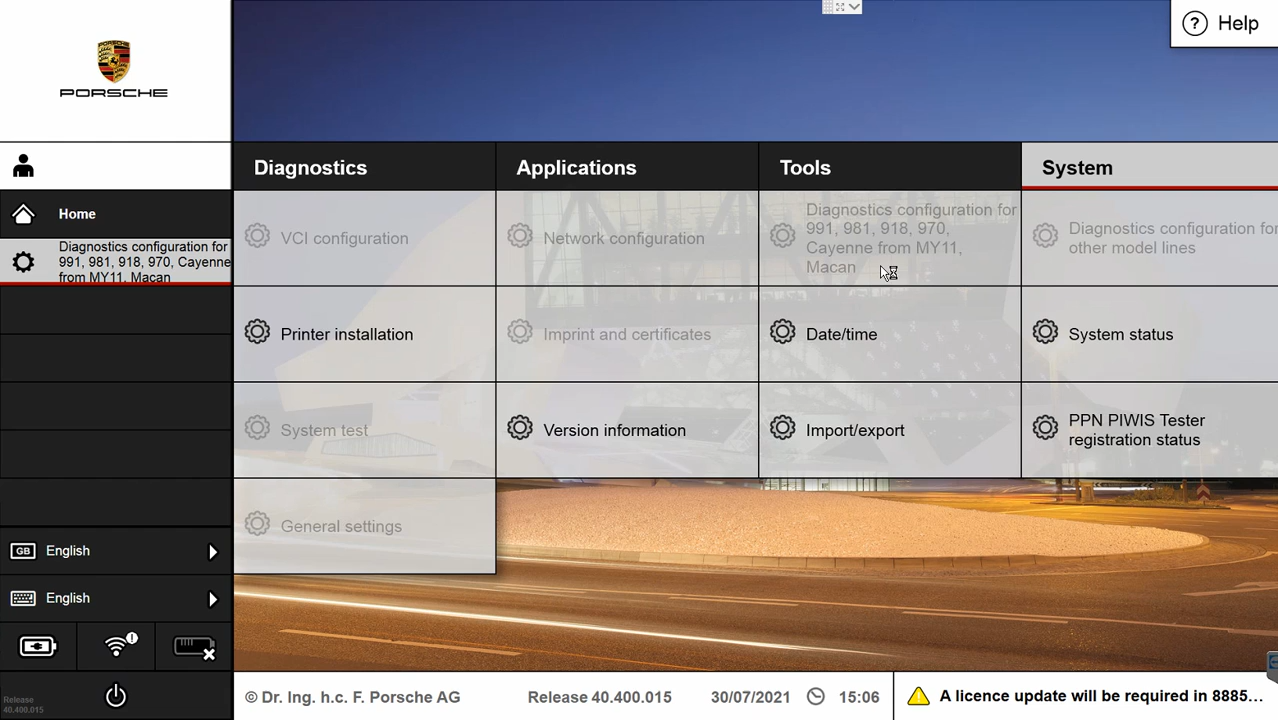 Help
PORSCHE
PORSCHE
Diagnostics
Applications
Tools
System
Home
Diagnostics configuration for
991, 981, 918, 970, Cayenne
from MY11, Macan
VCI configuration
Network configuration
Diagnostics configuration for
991, 981, 918, 970,
Cayenne from MY11,
Macan
Diagnostics configuration for
other model lines
Printer installation
Imprint and certificates
Date/time
System status
System test
Version information
Import/export
PPN PIWIS Tester
registration status
General settings
GB English
English
Release
40.400.015
© Dr. Ing. h.c. F. Porsche AG
Release 40.400.015
30/07/2021
15:06
A licence update will be required in 8885...